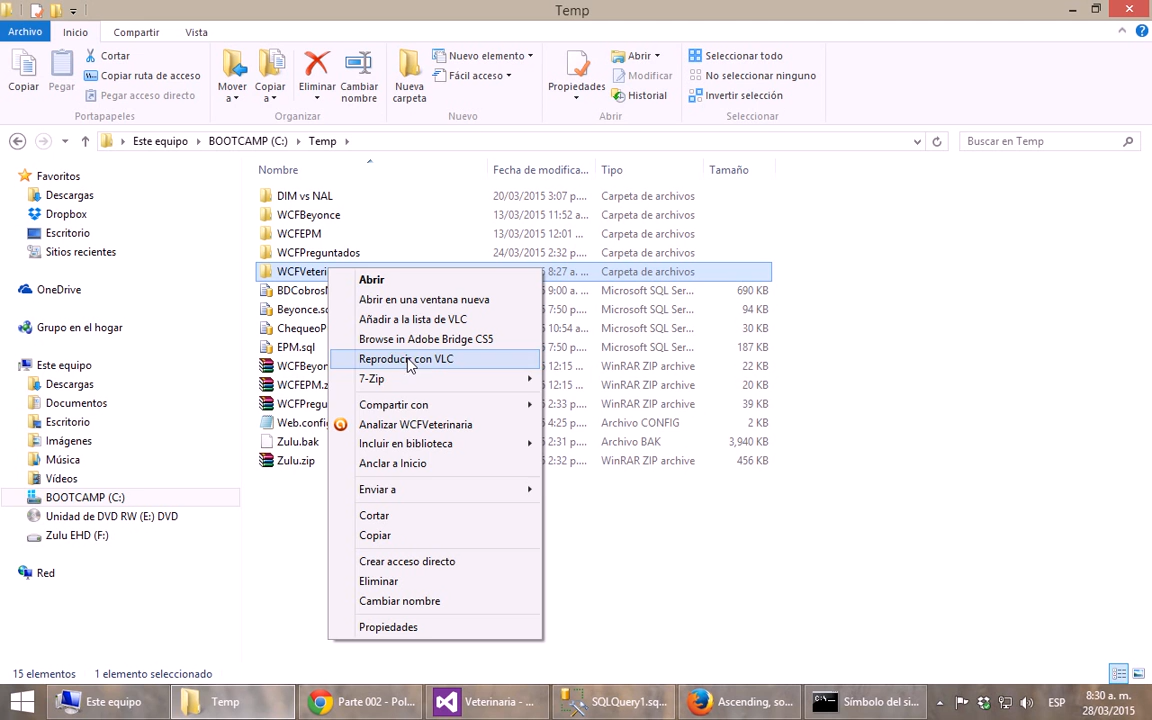 Temp
Archivo Inicio Compartir Vista
Copiar
Pegar
Cortar
Copiar ruta de acceso
Pegar acceso directo
Portapapeles
Mover a
Copiar a
Eliminar
Cambiar nombre
Organizar
Nueva carpeta
Nuevo elemento
Fácil acceso
Nuevo
Propiedades
Abrir
Modificar
Historial
Abrir
Seleccionar todo
No seleccionar ninguno
Invertir selección
Seleccionar
Este equipo BOOTCAMP (C:) Temp
Buscar en Temp
Favoritos
Descargas
Dropbox
Escritorio
Sitios recientes
OneDrive
Grupo en el hogar
Este equipo
Descargas
Documentos
Escritorio
Imágenes
Música
Vídeos
BOOTCAMP (C:)
Unidad de DVD RW (E:) DVD
Zulu EHD (F:)
Red
Nombre Fecha de modifica... Tipo Tamaño
DIM vs NAL 20/03/2015 3:07 p.... Carpeta de archivos
WCFBeyonce 13/03/2015 11:52 a... Carpeta de archivos
WCFEPM 13/03/2015 12:01 ... Carpeta de archivos
WCFPreguntados 24/03/2015 2:32 p.... Carpeta de archivos
WCFVeteri 5 8:27 a. ... Carpeta de archivos
BDCobros 5 9:00 a. ... Microsoft SQL Ser... 690 KB
Beyonce.s 5 7:50 p.... Microsoft SQL Ser... 94 KB
ChequeoP 5 10:54 a... Microsoft SQL Ser... 30 KB
EPM.sql 5 7:50 p.... Microsoft SQL Ser... 187 KB
WCFBeyon 5 12:15 ... WinRAR ZIP archive 22 KB
WCFEPM.z 5 12:15 ... WinRAR ZIP archive 20 KB
WCFPregu 5 2:33 p.... WinRAR ZIP archive 39 KB
Web.confi 5 4:25 p.... Archivo CONFIG 2 KB
Zulu.bak 5 2:31 p.... Archivo BAK 3,940 KB
Zulu.zip 5 2:32 p.... WinRAR ZIP archive 456 KB
Abrir
Abrir en una ventana nueva
Añadir a la lista de VLC
Browse in Adobe Bridge CS5
Reproducir con VLC
7-Zip
Compartir con
Analizar WCFVeterinaria
Incluir en biblioteca
Anclar a Inicio
Enviar a
Cortar
Copiar
Crear acceso directo
Eliminar
Cambiar nombre
Propiedades
15 elementos 1 elemento seleccionado
Este equipo
Temp
Parte 002 - Pol...
Veterinaria - ...
SQLQuery1.sq...
Ascending, so...
Símbolo del si...
ESP
8:30 a. m.
28/03/2015